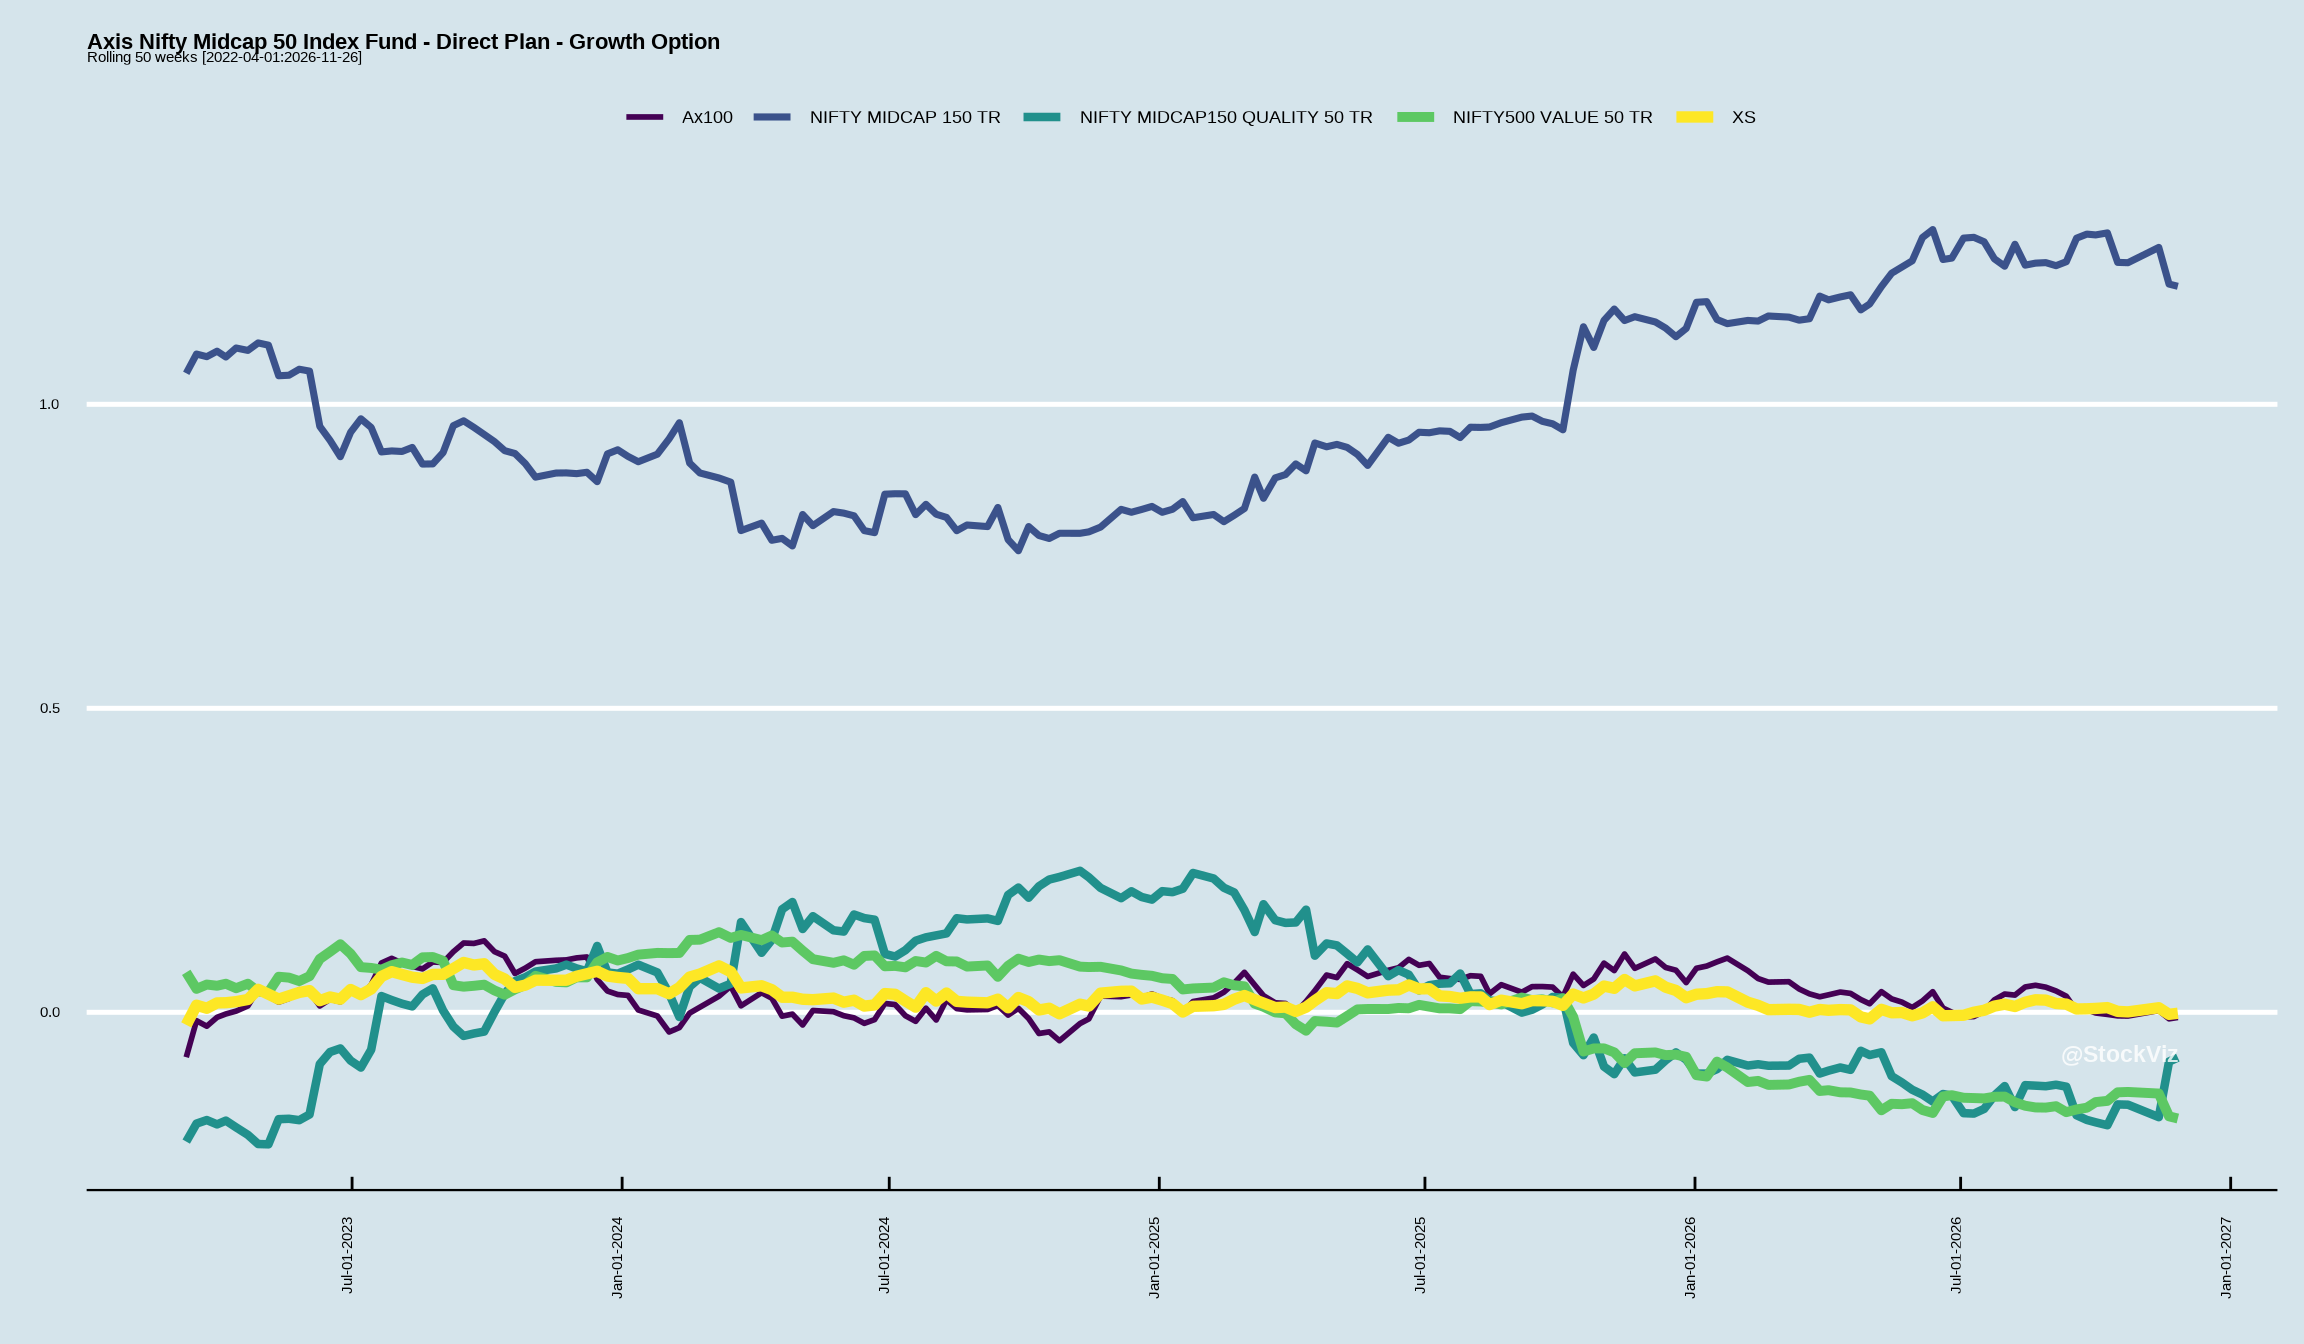 Axis Nifty Midcap 50 Index Fund - Direct Plan - Growth Option
Rolling 50 weeks [2022-04-01:2026-11-26]
Ax100 NIFTY MIDCAP 150 TR NIFTY MIDCAP150 QUALITY 50 TR NIFTY500 VALUE 50 TR XS
1.0
0.5
0.0
@StockViz
Jul-01-2023 Jan-01-2024 Jul-01-2024 Jan-01-2025 Jul-01-2025 Jan-01-2026 Jul-01-2026 Jan-01-2027